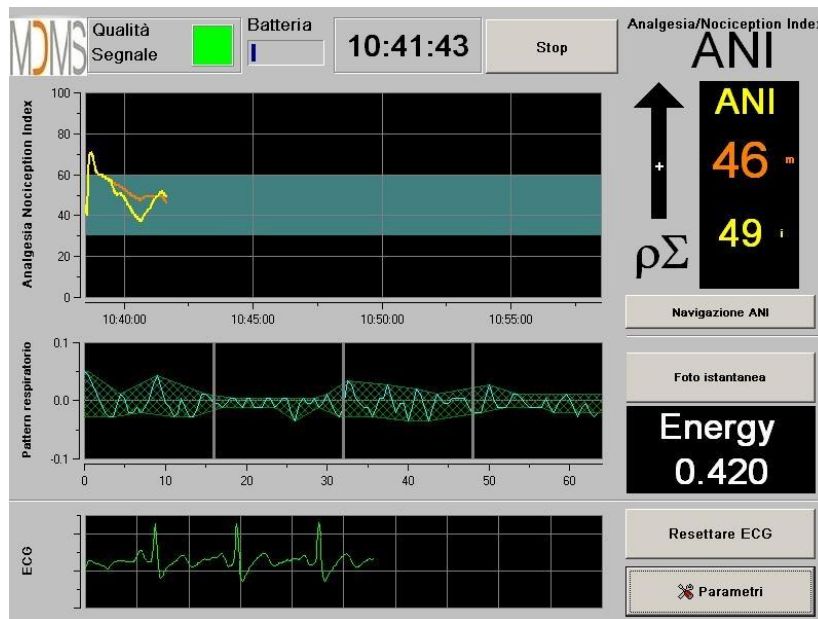 MDMS
Qualità
Segnale
Batteria
10:41:43
Stop
Analgesia/Nociception Index
ANI
ANI
46 m
49 i
+
ρΣ
Analgesia Nociception Index
100
80
60
40
20
0
10:40:00 10:45:00 10:50:00 10:55:00
Navigazione ANI
Pattern respiratorio
0.1
0.0
-0.1
0 10 20 30 40 50 60
Foto istantanea
Energy
0.420
ECG
Resettare ECG
Parametri